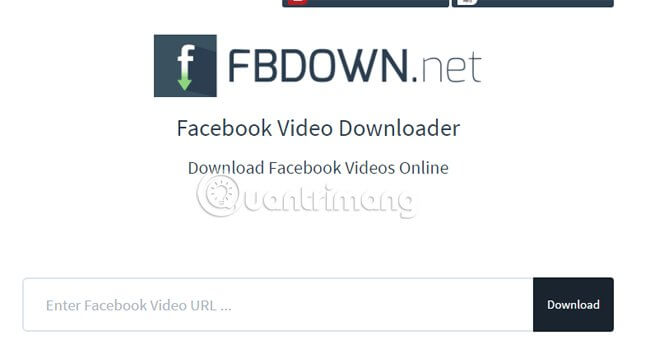 FBDOWN.net
Facebook Video Downloader
Download Facebook Videos Online
Quantrimang
Enter Facebook Video URL ...
Download